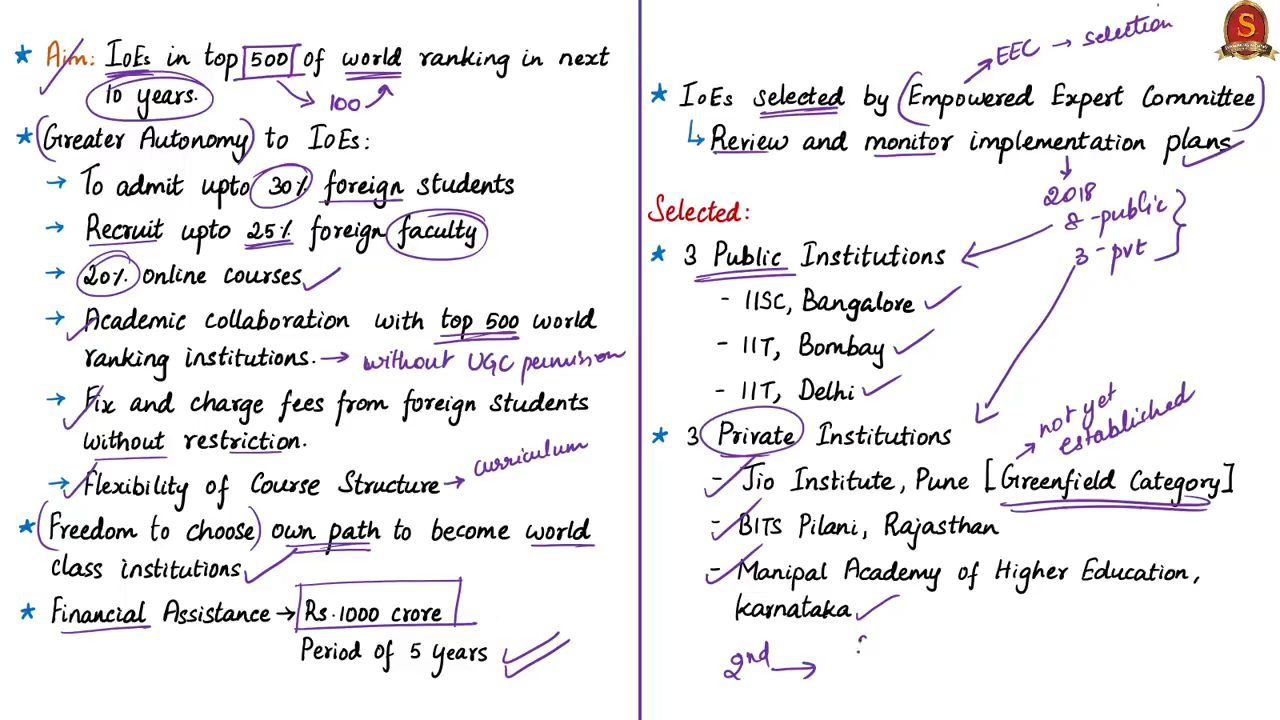 * Aim: IoEs in top 500 of world ranking in next
10 years.
→ 100
* (Greater Autonomy) to IoEs:
→ To admit upto 30% foreign students
→ Recruit upto 25% foreign faculty
→ 20% online courses
→ Academic collaboration with top 500 world
ranking institutions. → without UGC permission
→ Fix and charge fees from foreign students
without restriction.
→ Flexibility of Course Structure → curriculum
* (Freedom to choose) own path to become world
class institutions
* Financial Assistance → Rs.1000 crore
Period of 5 years
EEC → selection
* IoEs selected by (Empowered Expert Committee)
↳ Review and monitor implementation plans
2018
8 - public
3 - pvt
Selected:
* 3 Public Institutions
- IISC, Bangalore
- IIT, Bombay
- IIT, Delhi
* 3 Private Institutions
not yet
established
- Jio Institute, Pune [Greenfield Category]
- BITS Pilani, Rajasthan
- Manipal Academy of Higher Education,
Karnataka
2nd →
S